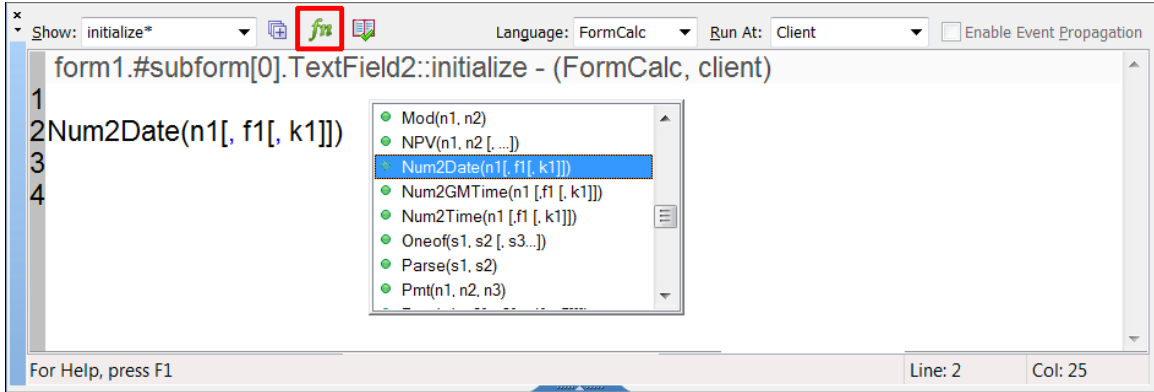 Show: initialize* fn Language: FormCalc Run At: Client Enable Event Propagation
form1.#subform[0].TextField2::initialize - (FormCalc, client)
1
2 Num2Date(n1[, f1[, k1]])
3
4
Mod(n1, n2)
NPV(n1, n2 [, ...])
Num2Date(n1[, f1[, k1]])
Num2GMTime(n1 [,f1 [, k1]])
Num2Time(n1 [,f1 [, k1]])
Oneof(s1, s2 [, s3...])
Parse(s1, s2)
Pmt(n1, n2, n3)
For Help, press F1 Line: 2 Col: 25